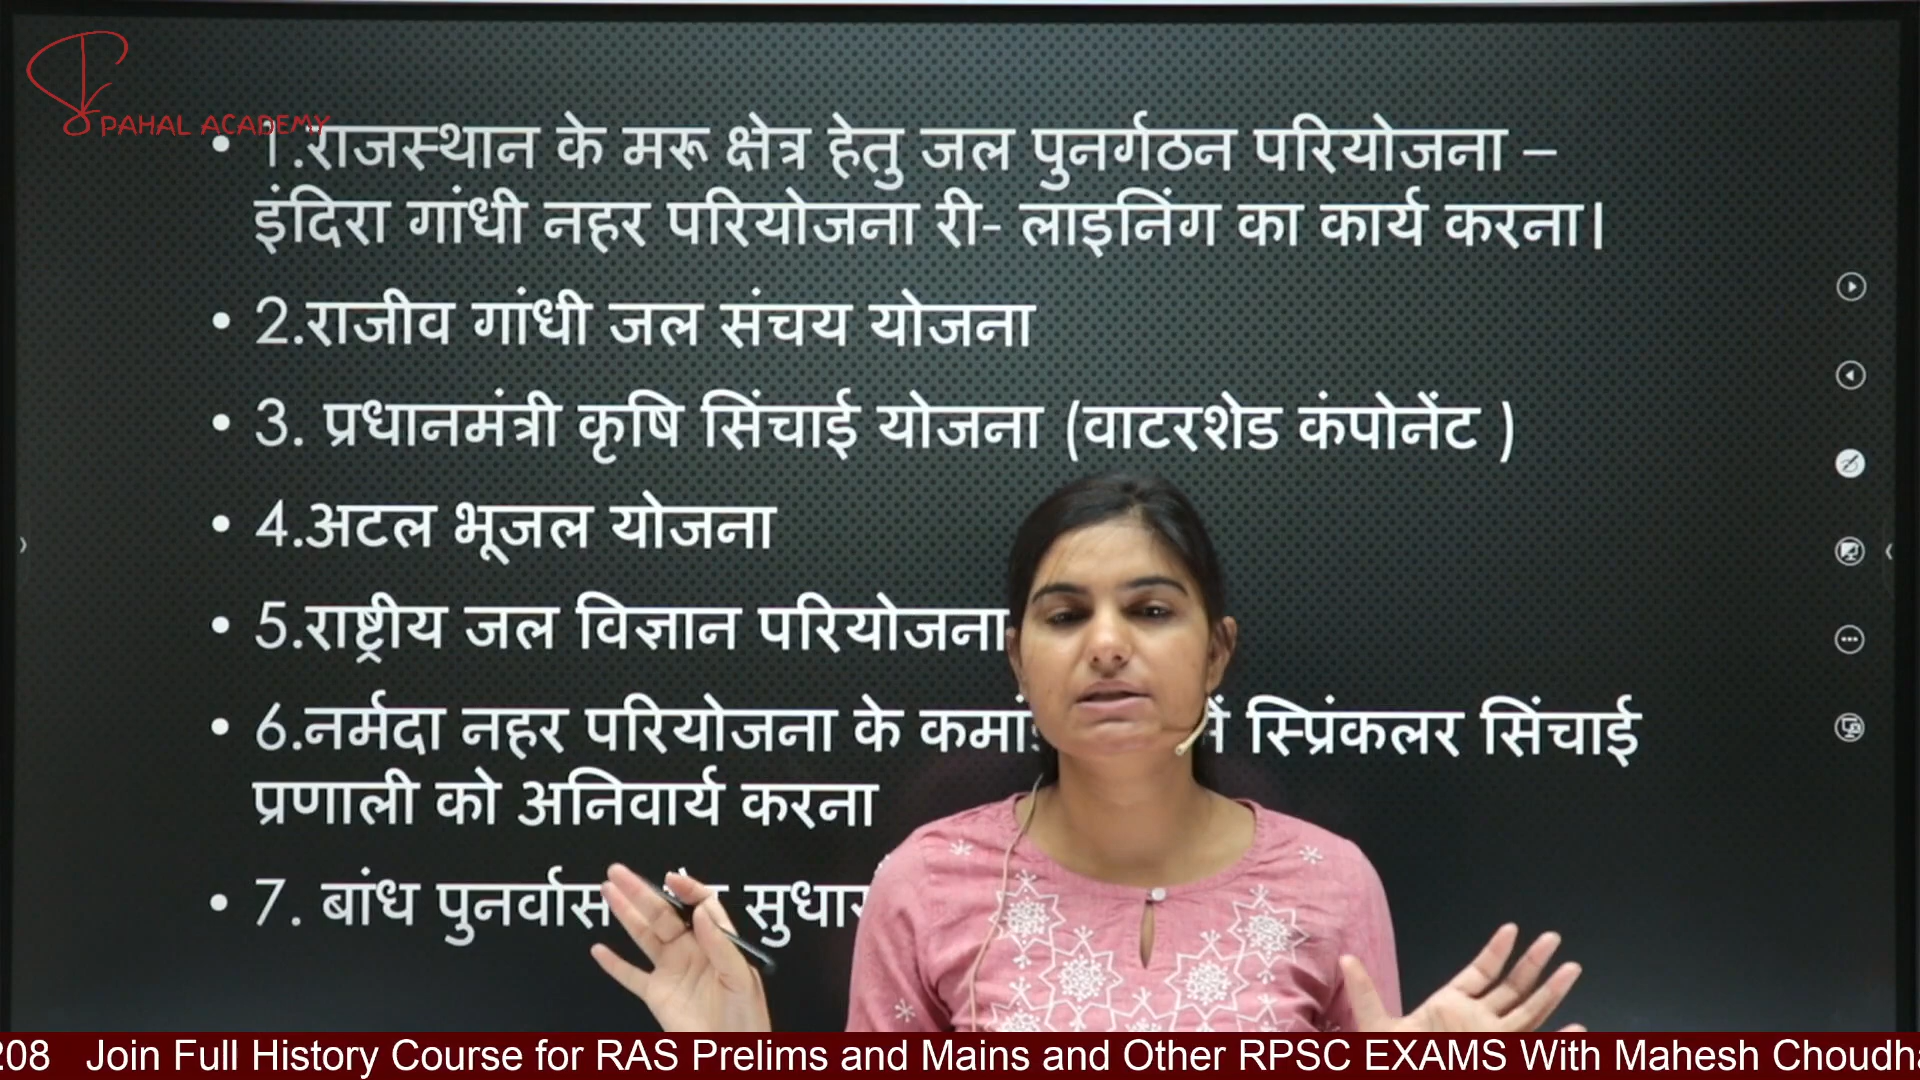 PAHAL ACADEMY
• 1.राजस्थान के मरू क्षेत्र हेतु जल पुनर्गठन परियोजना –
इंदिरा गांधी नहर परियोजना री- लाइनिंग का कार्य करना।
• 2.राजीव गांधी जल संचय योजना
• 3. प्रधानमंत्री कृषि सिंचाई योजना (वाटरशेड कंपोनेंट )
• 4.अटल भूजल योजना
• 5.राष्ट्रीय जल विज्ञान परियोजना
• 6.नर्मदा नहर परियोजना के में स्प्रिंकलर सिंचाई
प्रणाली को अनिवार्य करना
• 7. बांध
208 Join Full History Course for RAS Prelims and Mains and Other RPSC EXAMS With Mahesh